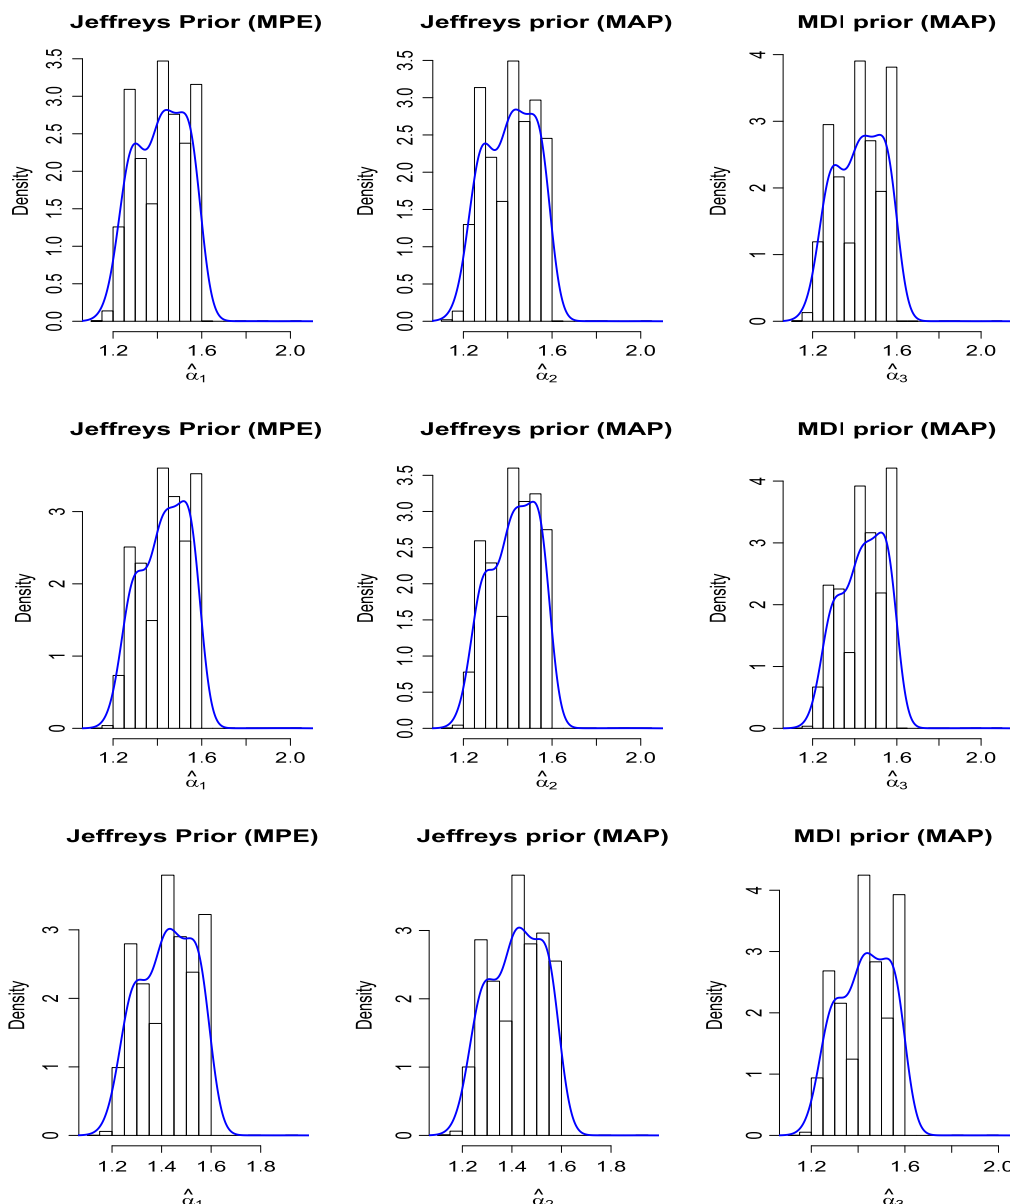 Jeffreys Prior (MPE) Jeffreys prior (MAP) MDI prior (MAP)
Density 0.0 0.5 1.0 1.5 2.0 2.5 3.0 3.5 Density 0.0 0.5 1.0 1.5 2.0 2.5 3.0 3.5 Density 0 1 2 3 4
1.2 1.6 2.0 1.2 1.6 2.0 1.2 1.6 2.0
α̂₁ α̂₂ α̂₃
Jeffreys Prior (MPE) Jeffreys prior (MAP) MDI prior (MAP)
Density 0 1 2 3 Density 0.0 0.5 1.0 1.5 2.0 2.5 3.0 3.5 Density 0 1 2 3 4
1.2 1.6 2.0 1.2 1.6 2.0 1.2 1.6 2.0
α̂₁ α̂₂ α̂₃
Jeffreys Prior (MPE) Jeffreys prior (MAP) MDI prior (MAP)
Density 0 1 2 3 Density 0 1 2 3 Density 0 1 2 3 4
1.2 1.4 1.6 1.8 1.2 1.4 1.6 1.8 1.2 1.6 2.0
α̂₁ α̂₂ α̂₃